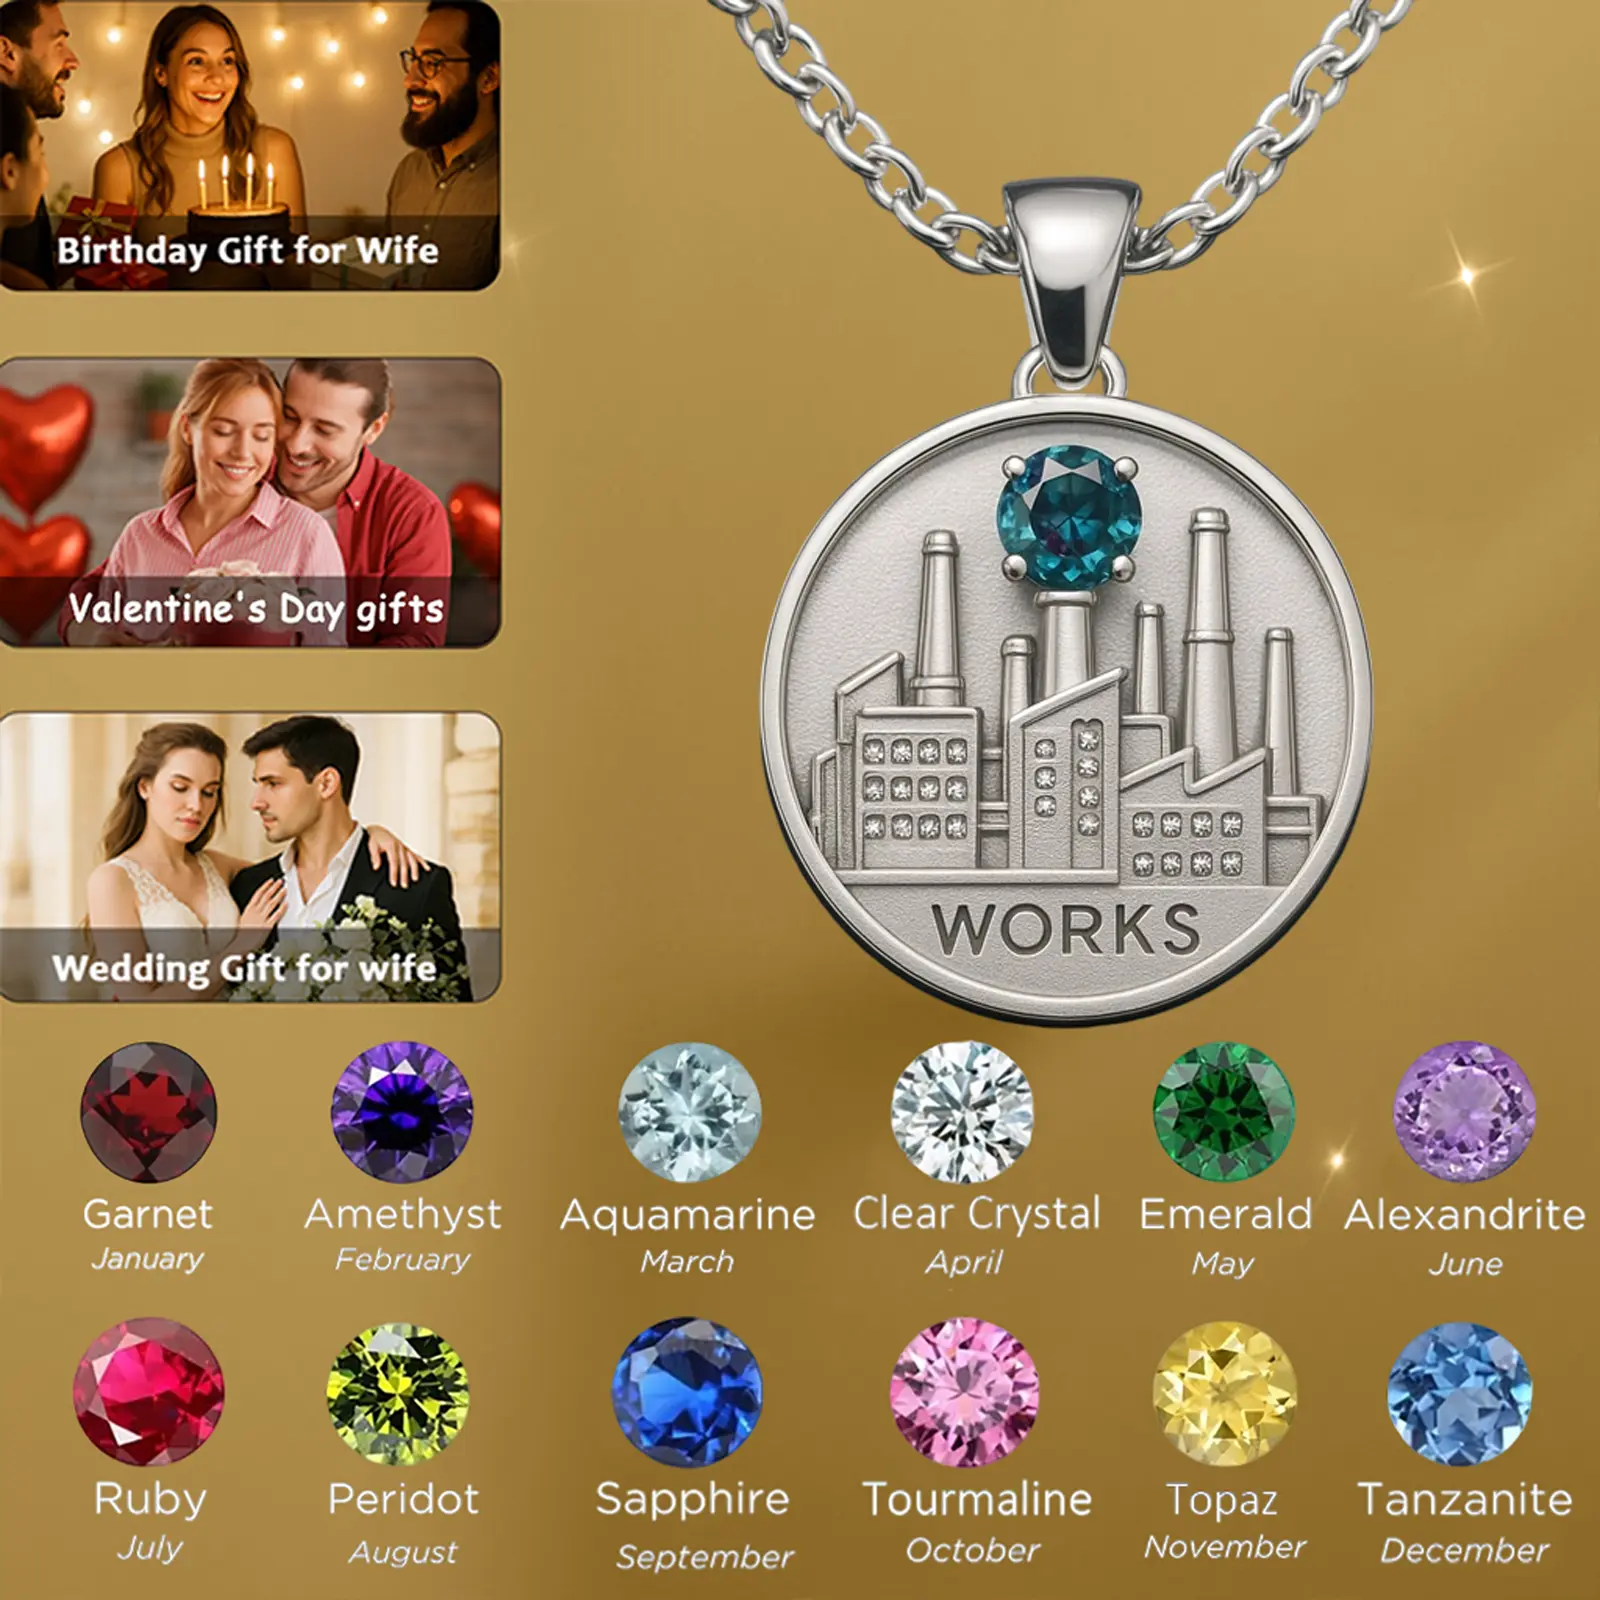 Birthday Gift for Wife
Valentine's Day gifts
Wedding Gift for wife
WORKS
Garnet
January
Amethyst
February
Aquamarine
March
Clear Crystal
April
Emerald
May
Alexandrite
June
Ruby
July
Peridot
August
Sapphire
September
Tourmaline
October
Topaz
November
Tanzanite
December